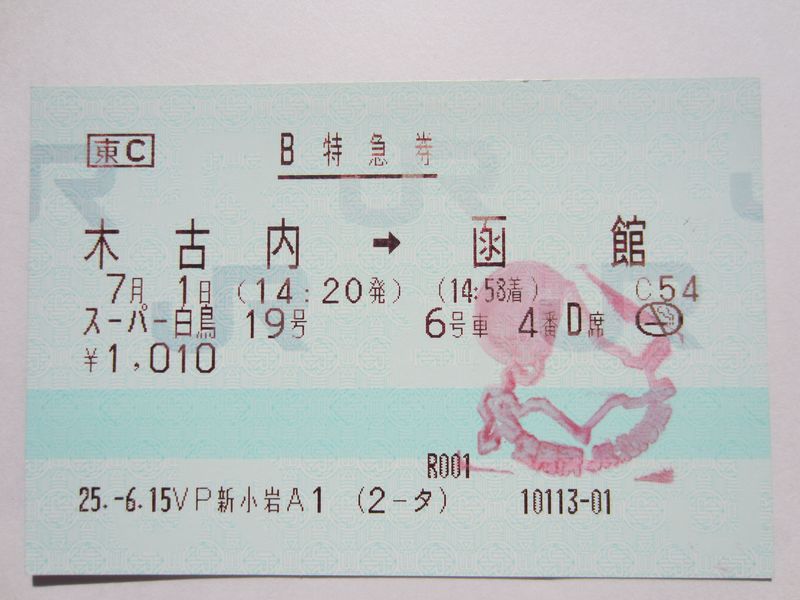 東C B特急券
木古内 → 函館
7月 1日 (14:20発) (14:58着) C54
スーパー白鳥 19号 6号車 4番D席
¥1,010
R001
25.-6.15VP新小岩A1 (2-タ) 10113-01
JR